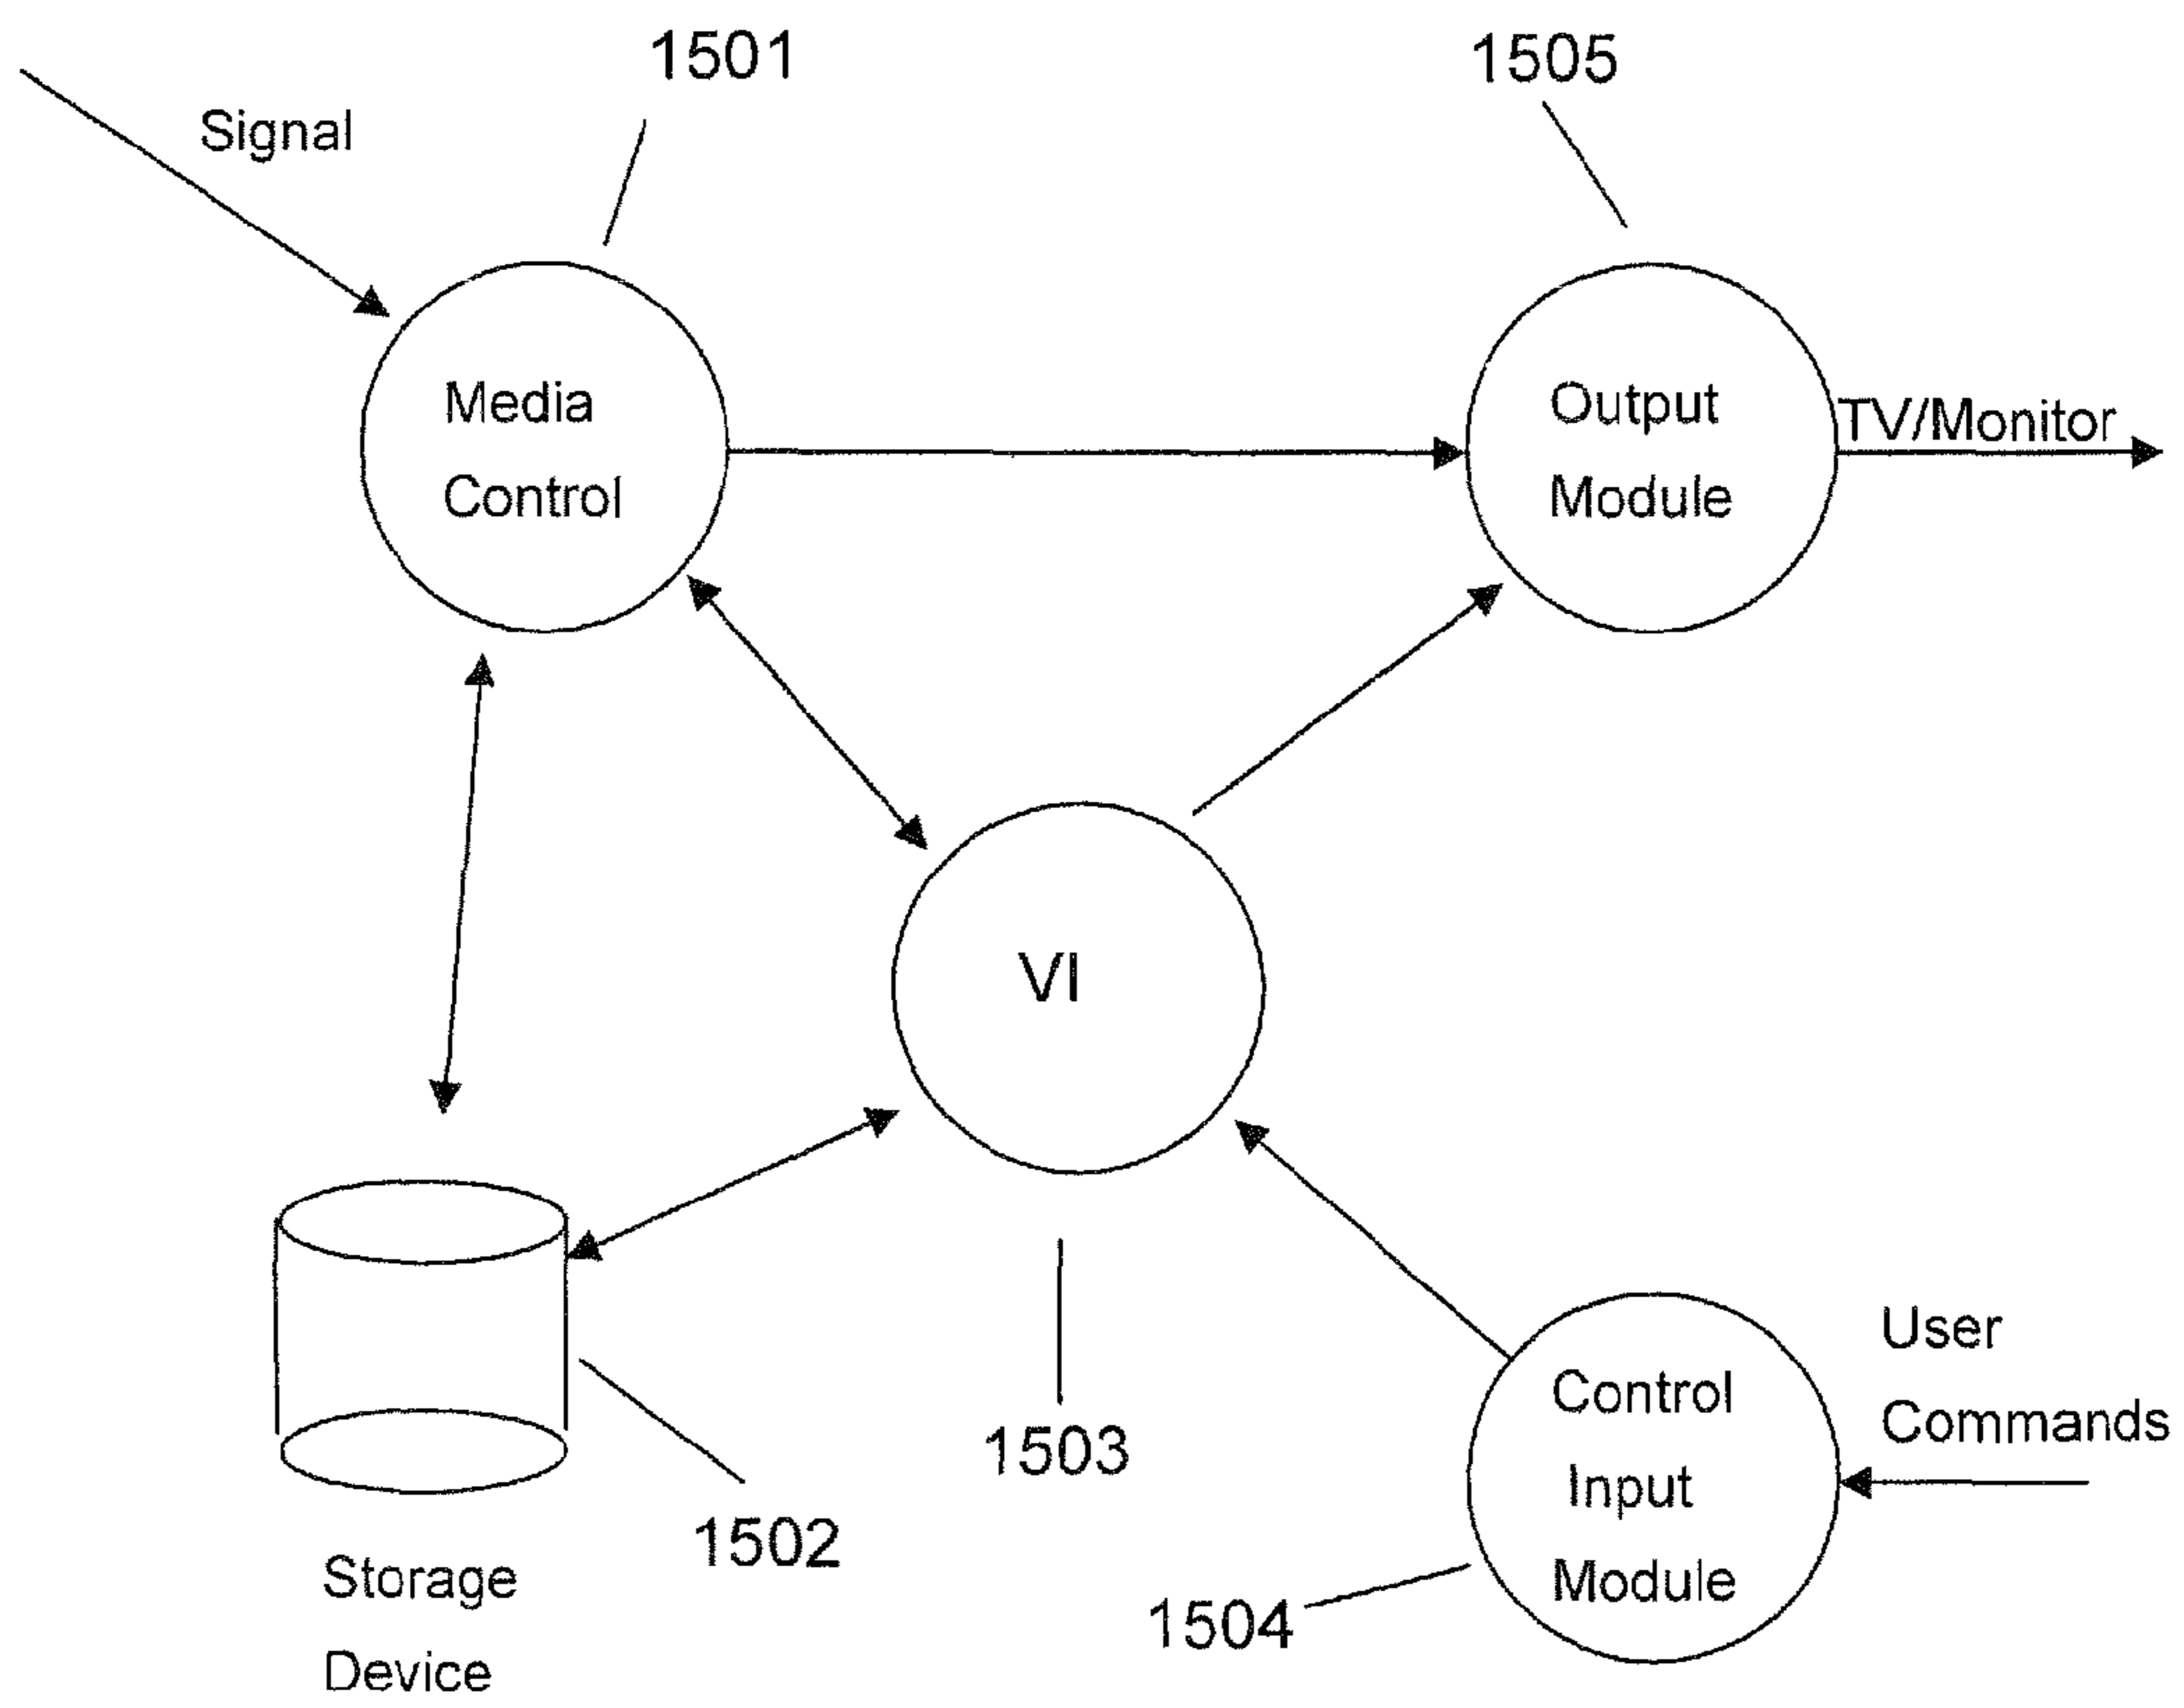 1501
1505
Signal
Media
Control
Output
Module
TV/Monitor
VI
1503
1502
Storage
Device
User
Commands
Control
Input
Module
1504